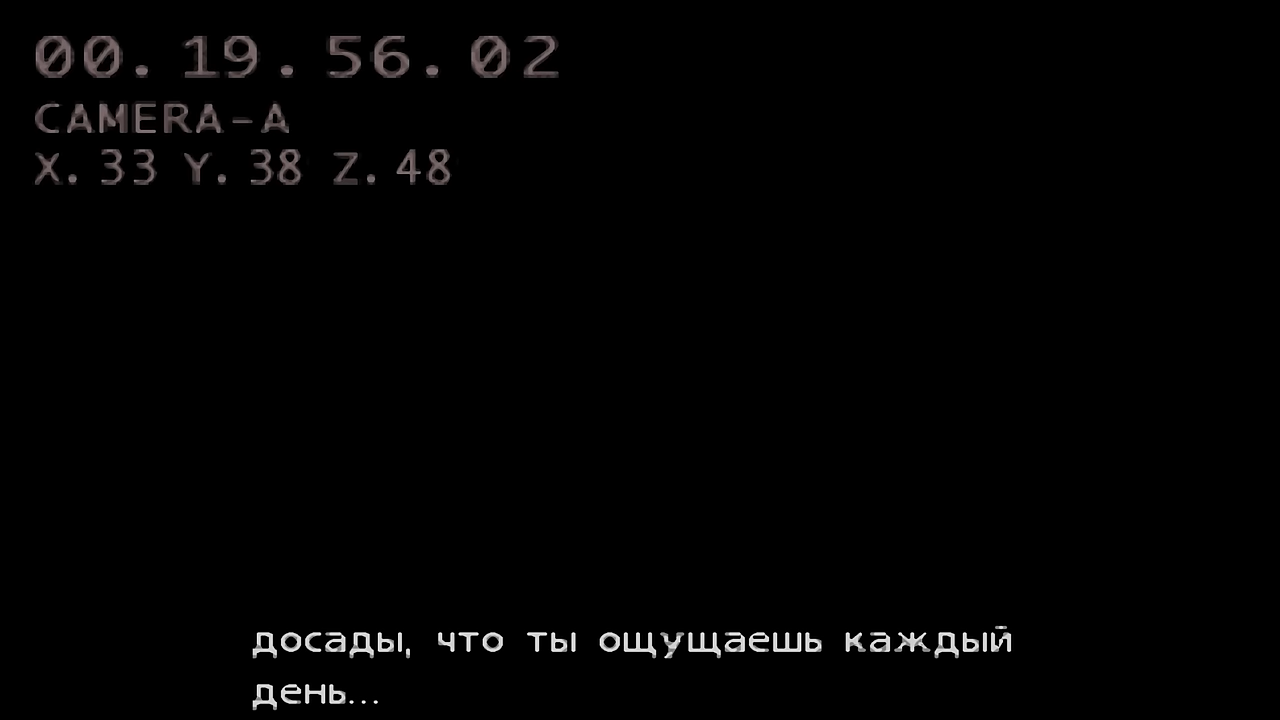 00.19.56.02
CAMERA-A
X.33 Y.38 Z.48
досады, что ты ощущаешь каждый
день...